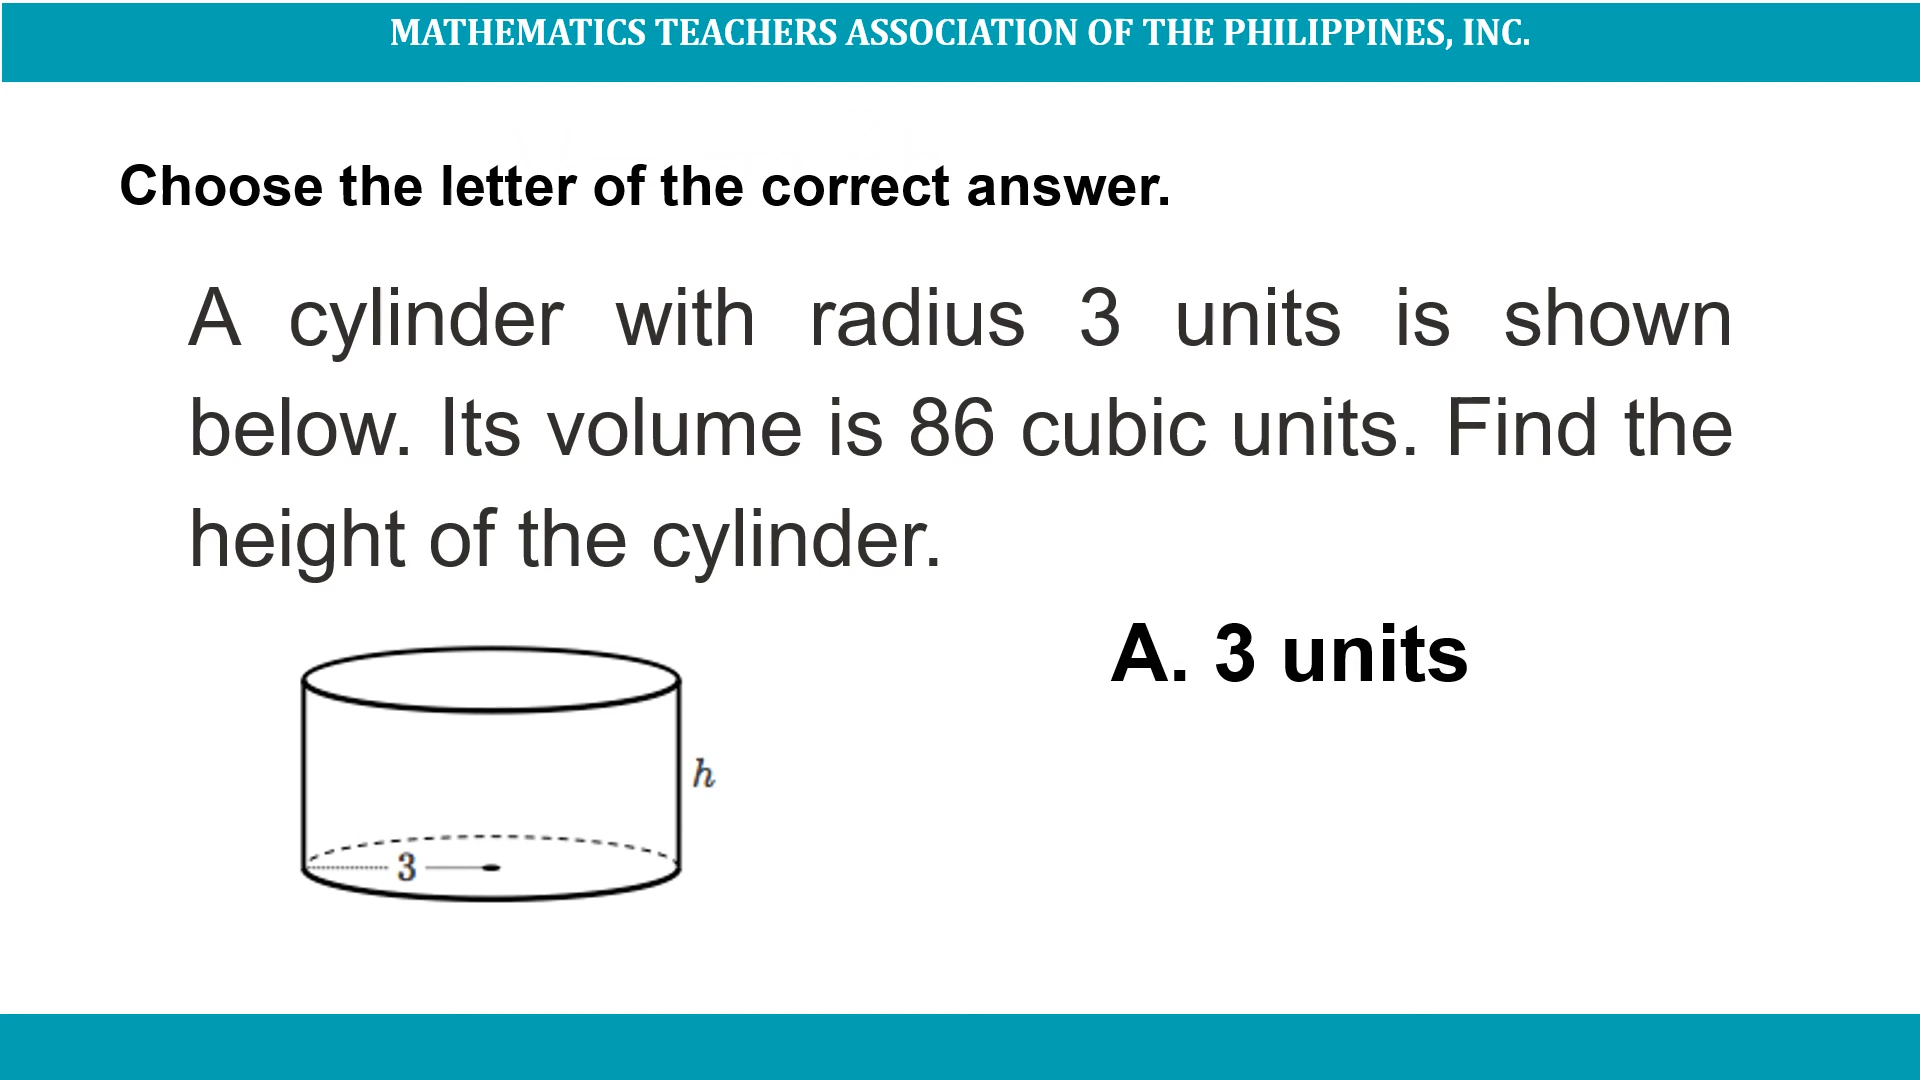 MATHEMATICS TEACHERS ASSOCIATION OF THE PHILIPPINES, INC.
Choose the letter of the correct answer.
A cylinder with radius 3 units is shown
below. Its volume is 86 cubic units. Find the
height of the cylinder.
A. 3 units
h
3